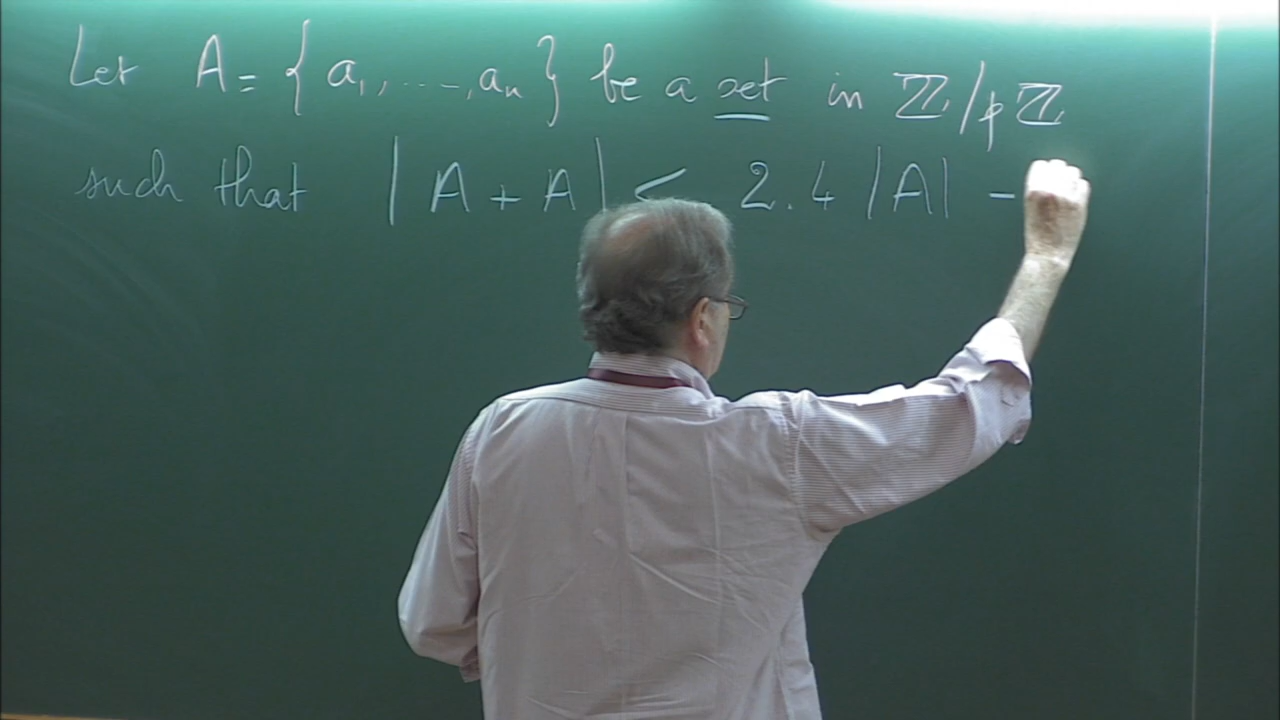 Let A = { a₁, ..., aₙ } be a set in ℤ/pℤ
such that |A + A| < 2.4 |A| −